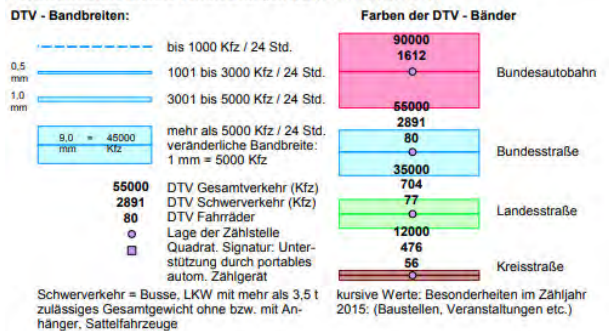 DTV - Bandbreiten:
bis 1000 Kfz / 24 Std.
0,5
mm
1001 bis 3000 Kfz / 24 Std.
1,0
mm
3001 bis 5000 Kfz / 24 Std.
9,0 = 45000
mm Kfz
mehr als 5000 Kfz / 24 Std.
veränderliche Bandbreite:
1 mm = 5000 Kfz
55000 DTV Gesamtverkehr (Kfz)
2891 DTV Schwerverkehr (Kfz)
80 DTV Fahrräder
Lage der Zählstelle
Quadrat. Signatur: Unter-
stützung durch portables
autom. Zählgerät
Schwerverkehr = Busse, LKW mit mehr als 3,5 t
zulässiges Gesamtgewicht ohne bzw. mit An-
hänger, Sattelfahrzeuge
Farben der DTV - Bänder
90000
1612
Bundesautobahn
55000
2891
80
Bundesstraße
35000
704
77
Landesstraße
12000
476
56
Kreisstraße
kursive Werte: Besonderheiten im Zähljahr
2015: (Baustellen, Veranstaltungen etc.)